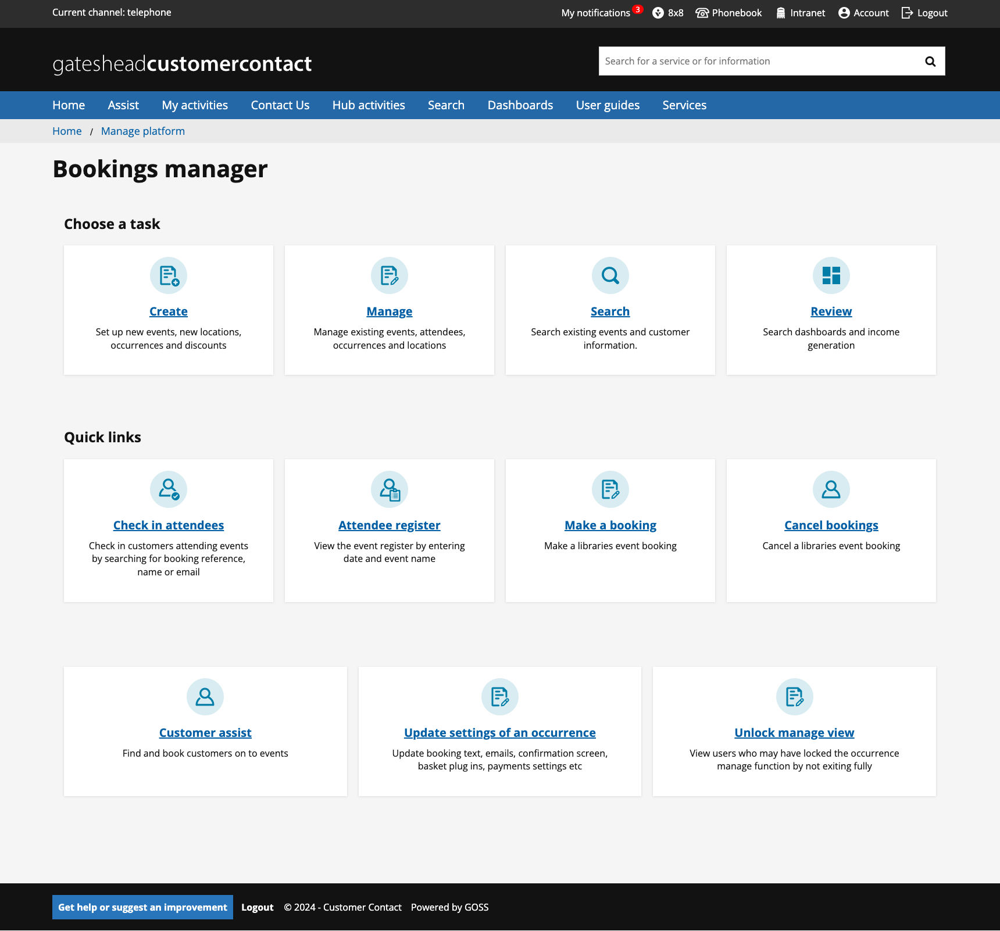 Current channel: telephone
My notifications 3 8x8 Phonebook Intranet Account Logout
gatesheadcustomercontact
Search for a service or for information
Home Assist My activities Contact Us Hub activities Search Dashboards User guides Services
Home / Manage platform
Bookings manager
Choose a task
Create
Set up new events, new locations,
occurrences and discounts
Manage
Manage existing events, attendees,
occurrences and locations
Search
Search existing events and customer
information.
Review
Search dashboards and income
generation
Quick links
Check in attendees
Check in customers attending events
by searching for booking reference,
name or email
Attendee register
View the event register by entering
date and event name
Make a booking
Make a libraries event booking
Cancel bookings
Cancel a libraries event booking
Customer assist
Find and book customers on to events
Update settings of an occurrence
Update booking text, emails, confirmation screen,
basket plug ins, payments settings etc
Unlock manage view
View users who may have locked the occurrence
manage function by not exiting fully
Get help or suggest an improvement Logout © 2024 - Customer Contact Powered by GOSS